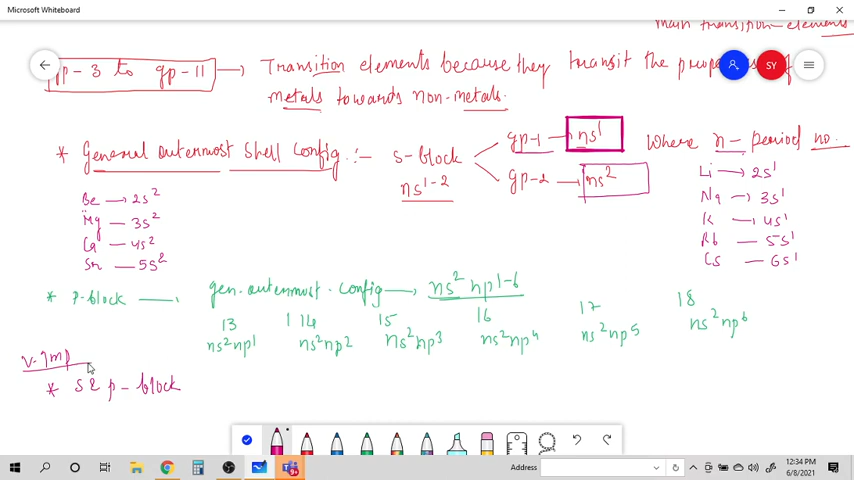 Microsoft Whiteboard
Main transition-elements
gp-3 to gp-11 → Transition elements because they transit the prope of
SY
metals towards non-metals.
* General outermost Shell Config :- s-block
ns1-2
gp-1 → ns1
gp-2 → ns2
where n - period no.
Li → 2s1
Na → 3s1
K — 4s1
Rb — 5s1
Cs — 6s1
Be → 2s2
Mg — 3s2
Ca — 4s2
Sr — 5s2
* P-block → gen. outermost. config → ns2 np1-6
13 14 15 16 17 18
ns2np1 ns2np2 ns2np3 ns2np4 ns2np5 ns2np6
V-Imp
* S & p - block
Address
12:34 PM
6/8/2021